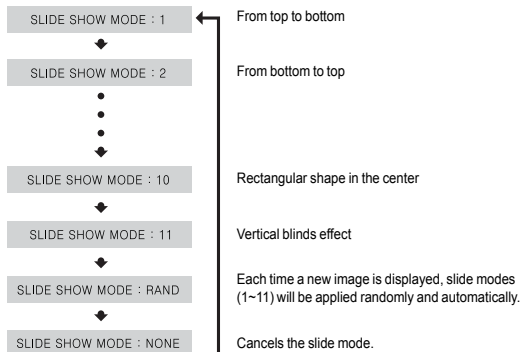 SLIDE SHOW MODE : 1
From top to bottom
SLIDE SHOW MODE : 2
From bottom to top
SLIDE SHOW MODE : 10
Rectangular shape in the center
SLIDE SHOW MODE : 11
Vertical blinds effect
SLIDE SHOW MODE : RAND
Each time a new image is displayed, slide modes
(1~11) will be applied randomly and automatically.
SLIDE SHOW MODE : NONE
Cancels the slide mode.